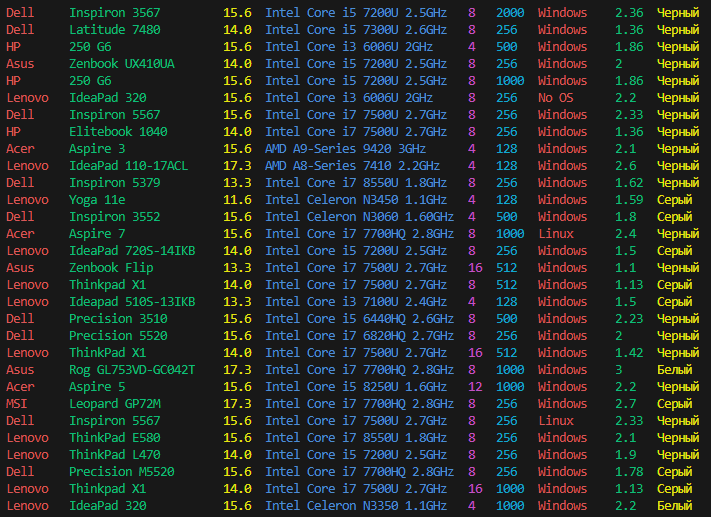 Dell Inspiron 3567 15.6 Intel Core i5 7200U 2.5GHz 8 2000 Windows 2.36 Черный
Dell Latitude 7480 14.0 Intel Core i5 7300U 2.6GHz 8 256 Windows 1.36 Черный
HP 250 G6 15.6 Intel Core i3 6006U 2GHz 4 500 Windows 1.86 Черный
Asus Zenbook UX410UA 14.0 Intel Core i5 7200U 2.5GHz 8 256 Windows 2 Черный
HP 250 G6 15.6 Intel Core i5 7200U 2.5GHz 8 1000 Windows 1.86 Черный
Lenovo IdeaPad 320 15.6 Intel Core i3 6006U 2GHz 8 256 No OS 2.2 Черный
Dell Inspiron 5567 15.6 Intel Core i7 7500U 2.7GHz 8 256 Windows 2.33 Черный
HP Elitebook 1040 14.0 Intel Core i7 7500U 2.7GHz 8 256 Windows 1.36 Черный
Acer Aspire 3 15.6 AMD A9-Series 9420 3GHz 4 128 Windows 2.1 Черный
Lenovo IdeaPad 110-17ACL 17.3 AMD A8-Series 7410 2.2GHz 4 128 Windows 2.6 Черный
Dell Inspiron 5379 13.3 Intel Core i7 8550U 1.8GHz 8 256 Windows 1.62 Черный
Lenovo Yoga 11e 11.6 Intel Celeron N3450 1.1GHz 4 128 Windows 1.59 Серый
Dell Inspiron 3552 15.6 Intel Celeron N3060 1.60GHz 4 500 Windows 1.8 Серый
Acer Aspire 7 15.6 Intel Core i7 7700HQ 2.8GHz 8 1000 Linux 2.4 Черный
Lenovo IdeaPad 720S-14IKB 14.0 Intel Core i5 7200U 2.5GHz 8 256 Windows 1.5 Серый
Asus Zenbook Flip 13.3 Intel Core i7 7500U 2.7GHz 16 512 Windows 1.1 Черный
Lenovo Thinkpad X1 14.0 Intel Core i7 7500U 2.7GHz 8 512 Windows 1.13 Серый
Lenovo Ideapad 510S-13IKB 13.3 Intel Core i3 7100U 2.4GHz 4 128 Windows 1.5 Серый
Dell Precision 3510 15.6 Intel Core i5 6440HQ 2.6GHz 8 500 Windows 2.23 Черный
Dell Precision 5520 15.6 Intel Core i7 6820HQ 2.7GHz 8 256 Windows 2 Черный
Lenovo ThinkPad X1 14.0 Intel Core i7 7500U 2.7GHz 16 512 Windows 1.42 Черный
Asus Rog GL753VD-GC042T 17.3 Intel Core i7 7700HQ 2.8GHz 8 1000 Windows 3 Белый
Acer Aspire 5 15.6 Intel Core i5 8250U 1.6GHz 12 1000 Windows 2.2 Черный
MSI Leopard GP72M 17.3 Intel Core i7 7700HQ 2.8GHz 8 256 Windows 2.7 Серый
Dell Inspiron 5567 15.6 Intel Core i7 7500U 2.7GHz 8 256 Linux 2.33 Черный
Lenovo ThinkPad E580 15.6 Intel Core i7 8550U 1.8GHz 8 256 Windows 2.1 Черный
Lenovo ThinkPad L470 14.0 Intel Core i5 7200U 2.5GHz 8 256 Windows 1.9 Черный
Dell Precision M5520 15.6 Intel Core i7 7700HQ 2.8GHz 8 256 Windows 1.78 Серый
Lenovo Thinkpad X1 14.0 Intel Core i7 7500U 2.7GHz 16 1000 Windows 1.13 Серый
Lenovo IdeaPad 320 15.6 Intel Celeron N3350 1.1GHz 4 1000 Windows 2.2 Белый